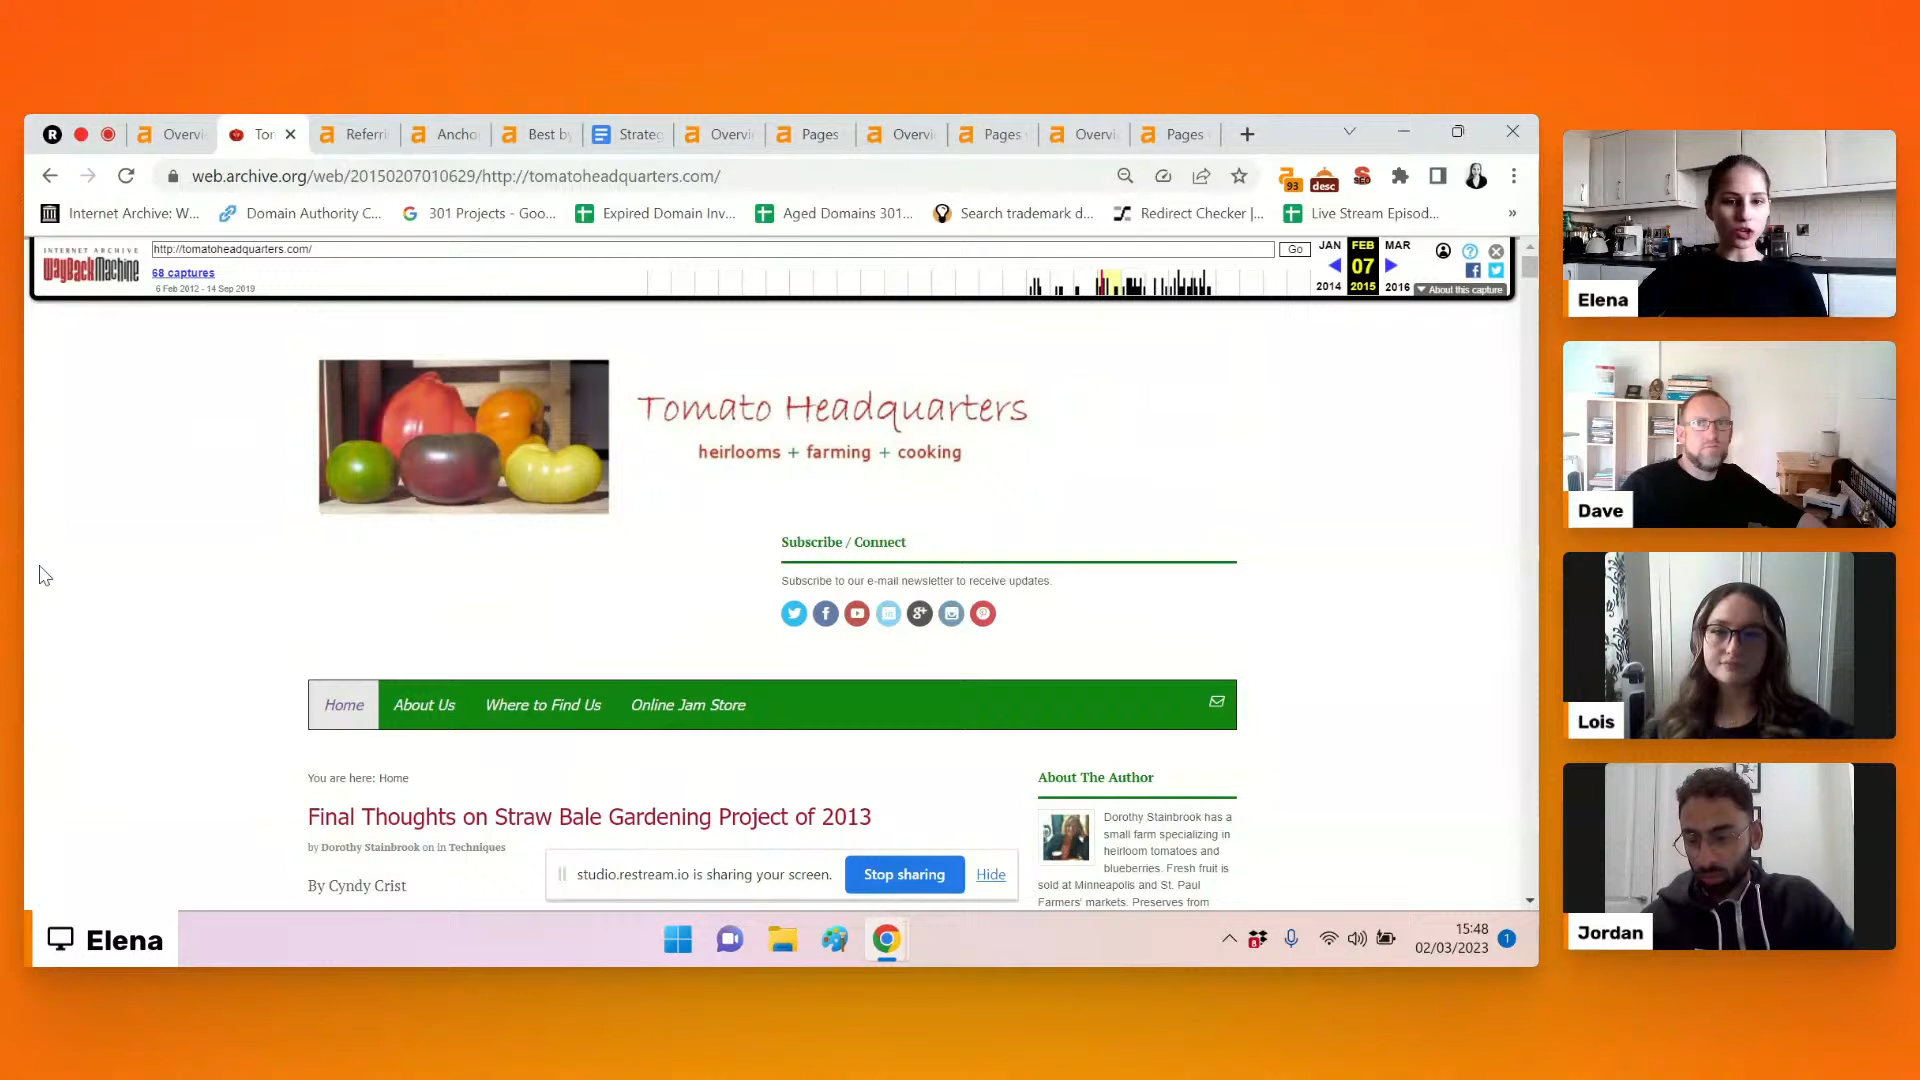 R
Overvi
Ton
Referri
Ancho
Best by
Strateg
Overvi
Pages
Overvi
Pages
Overvi
Pages
web.archive.org/web/20150207010629/http://tomatoheadquarters.com/
93
desc
SEO
Internet Archive: W...
Domain Authority C...
301 Projects - Goo...
Expired Domain Inv...
Aged Domains 301...
Search trademark d...
Redirect Checker |...
Live Stream Episod...
»
INTERNET ARCHIVE
WayBackMachine
http://tomatoheadquarters.com/
Go
68 captures
6 Feb 2012 - 14 Sep 2019
JAN
FEB
MAR
07
2014
2015
2016
About this capture
Tomato Headquarters
heirlooms + farming + cooking
Subscribe / Connect
Subscribe to our e-mail newsletter to receive updates.
Home
About Us
Where to Find Us
Online Jam Store
You are here: Home
Final Thoughts on Straw Bale Gardening Project of 2013
by Dorothy Stainbrook on in Techniques
By Cyndy Crist
About The Author
Dorothy Stainbrook has a
small farm specializing in
heirloom tomatoes and
blueberries. Fresh fruit is
sold at Minneapolis and St. Paul
Farmers' markets. Preserves from
studio.restream.io is sharing your screen.
Stop sharing
Hide
Elena
15:48
02/03/2023
1
Elena
Dave
Lois
Jordan